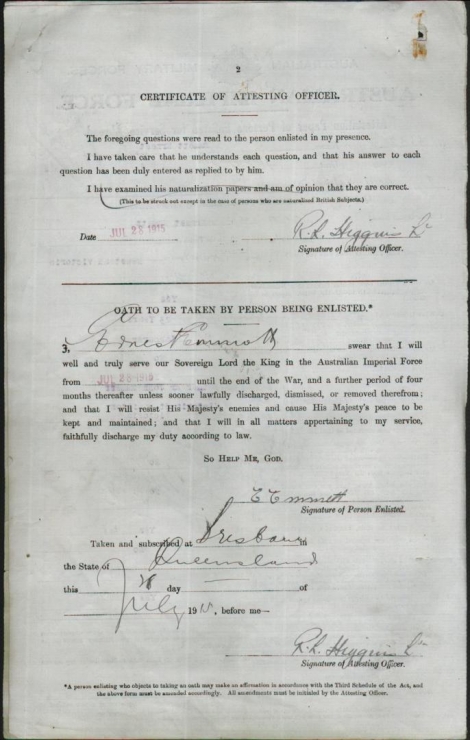 2
CERTIFICATE OF ATTESTING OFFICER.
The foregoing questions were read to the person enlisted in my presence.
I have taken care that he understands each question, and that his answer to each
question has been duly entered as replied to by him.
I have examined his naturalization papers and am of opinion that they are correct.
(This to be struck out except in the case of persons who are naturalized British Subjects.)
Date JUL 28 1915 R. L. Higgins Lr
Signature of Attesting Officer.
OATH TO BE TAKEN BY PERSON BEING ENLISTED.*
3, Ernest Emmott swear that I will
well and truly serve our Sovereign Lord the King in the Australian Imperial Force
from JUL 28 191 until the end of the War, and a further period of four
months thereafter unless sooner lawfully discharged, dismissed, or removed therefrom;
and that I will resist His Majesty's enemies and cause His Majesty's peace to be
kept and maintained; and that I will in all matters appertaining to my service,
faithfully discharge my duty according to law.
SO HELP ME, GOD.
E Emmott
Signature of Person Enlisted.
Taken and subscribed at Brisbane in
the State of Queensland
this 28 day of
July 1915, before me—
R. L. Higgins Lr
Signature of Attesting Officer.
*A person enlisting who objects to taking an oath may make an affirmation in accordance with the Third Schedule of the Act, and
the above form must be amended accordingly. All amendments must be initialed by the Attesting Officer.